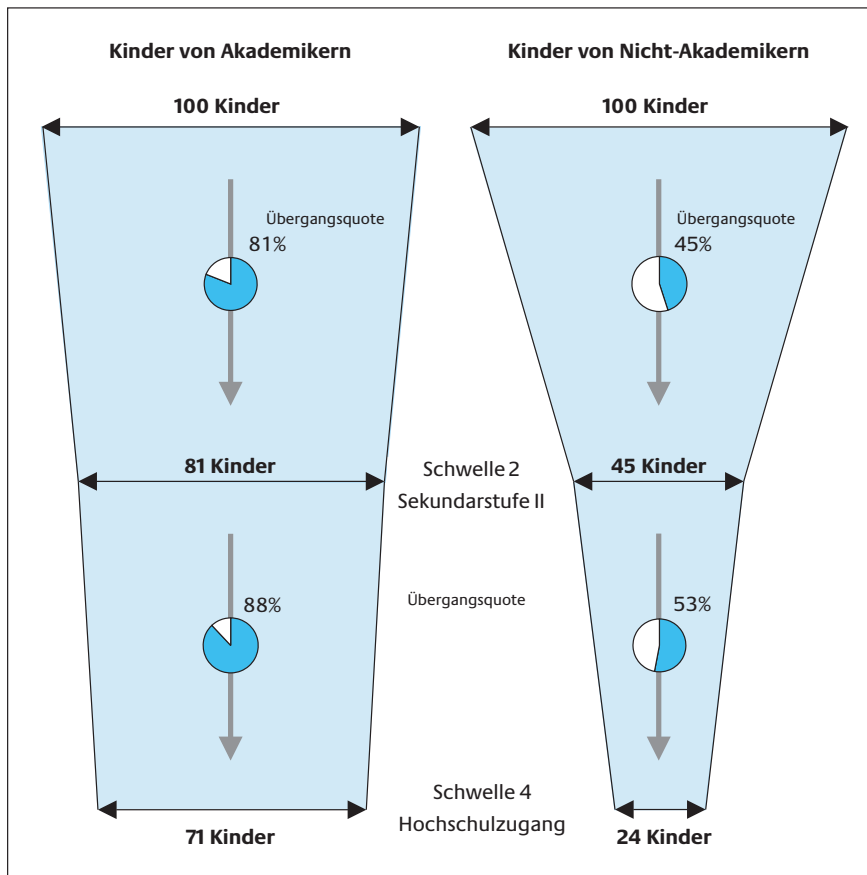 Kinder von Akademikern
Kinder von Nicht-Akademikern
100 Kinder
100 Kinder
Übergangsquote
81%
Übergangsquote
45%
81 Kinder
Schwelle 2
Sekundarstufe II
45 Kinder
88%
Übergangsquote
53%
Schwelle 4
Hochschulzugang
71 Kinder
24 Kinder